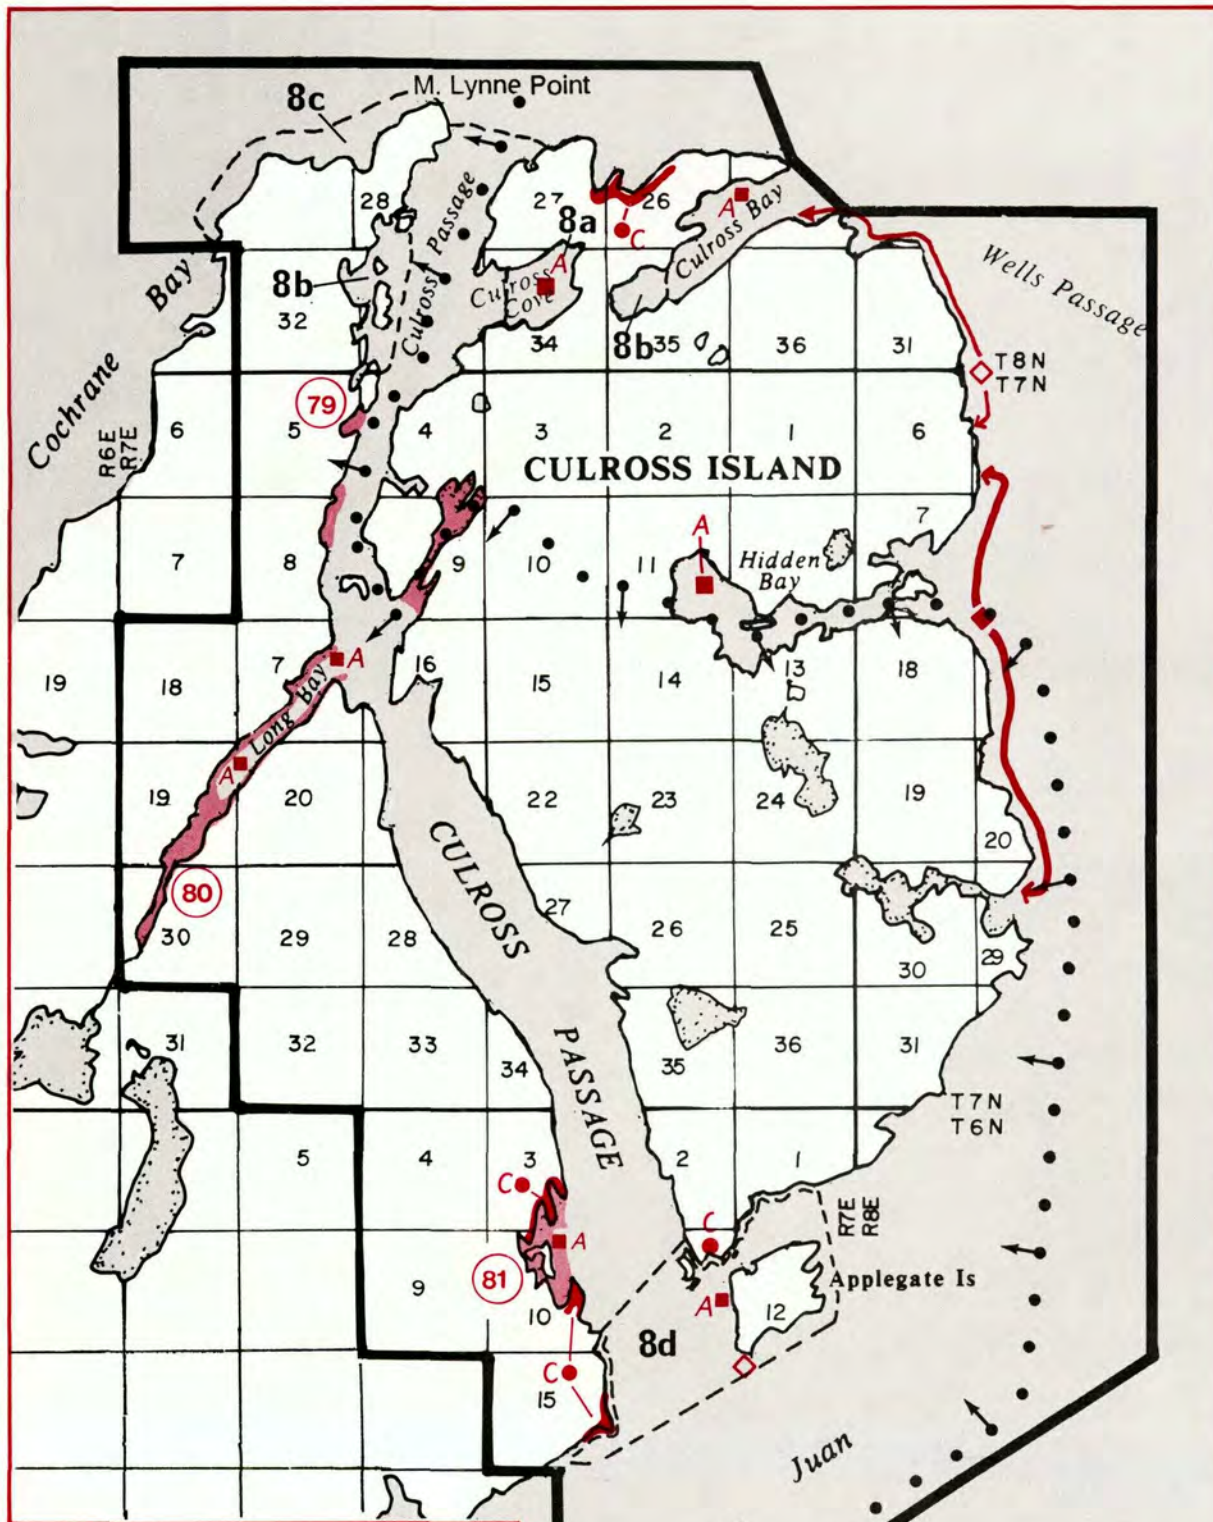 M. Lynne Point
8c
28
Culross Passage
27
8a
26
C
A
Culross Bay
Wells Passage
Bay
8b
32
A
Culross
Cove
34
8b
35
36
31
T8N
T7N
Cochrane
R6E
R7E
6
79
5
4
3
2
1
6
CULROSS ISLAND
7
8
9
10
11
A
Hidden
Bay
7
19
18
7
A
16
15
14
13
18
Long Bay
A
19
20
22
23
24
19
20
80
30
29
28
CULROSS
27
26
25
30
29
31
32
33
34
PASSAGE
35
36
31
T7N
T6N
5
4
3
C
2
1
R7E
R8E
C
A
81
9
10
A
12
Applegate Is
8d
C
15
Juan